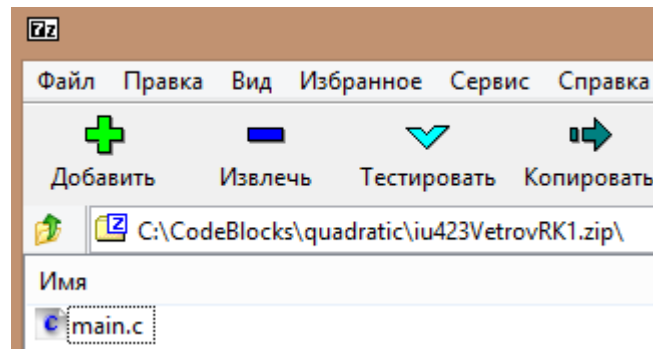 7z
Файл Правка Вид Избранное Сервис Справка
Добавить Извлечь Тестировать Копировать
C:\CodeBlocks\quadratic\iu423VetrovRK1.zip\
Имя
main.c